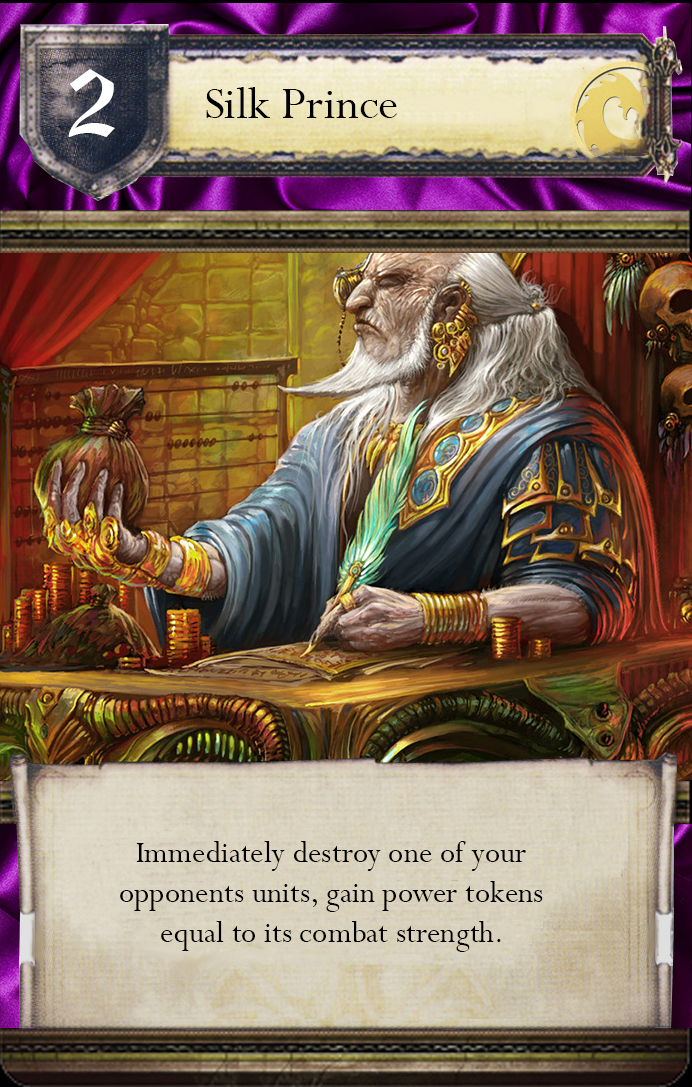 2
Silk Prince
Immediately destroy one of your
opponents units, gain power tokens
equal to its combat strength.